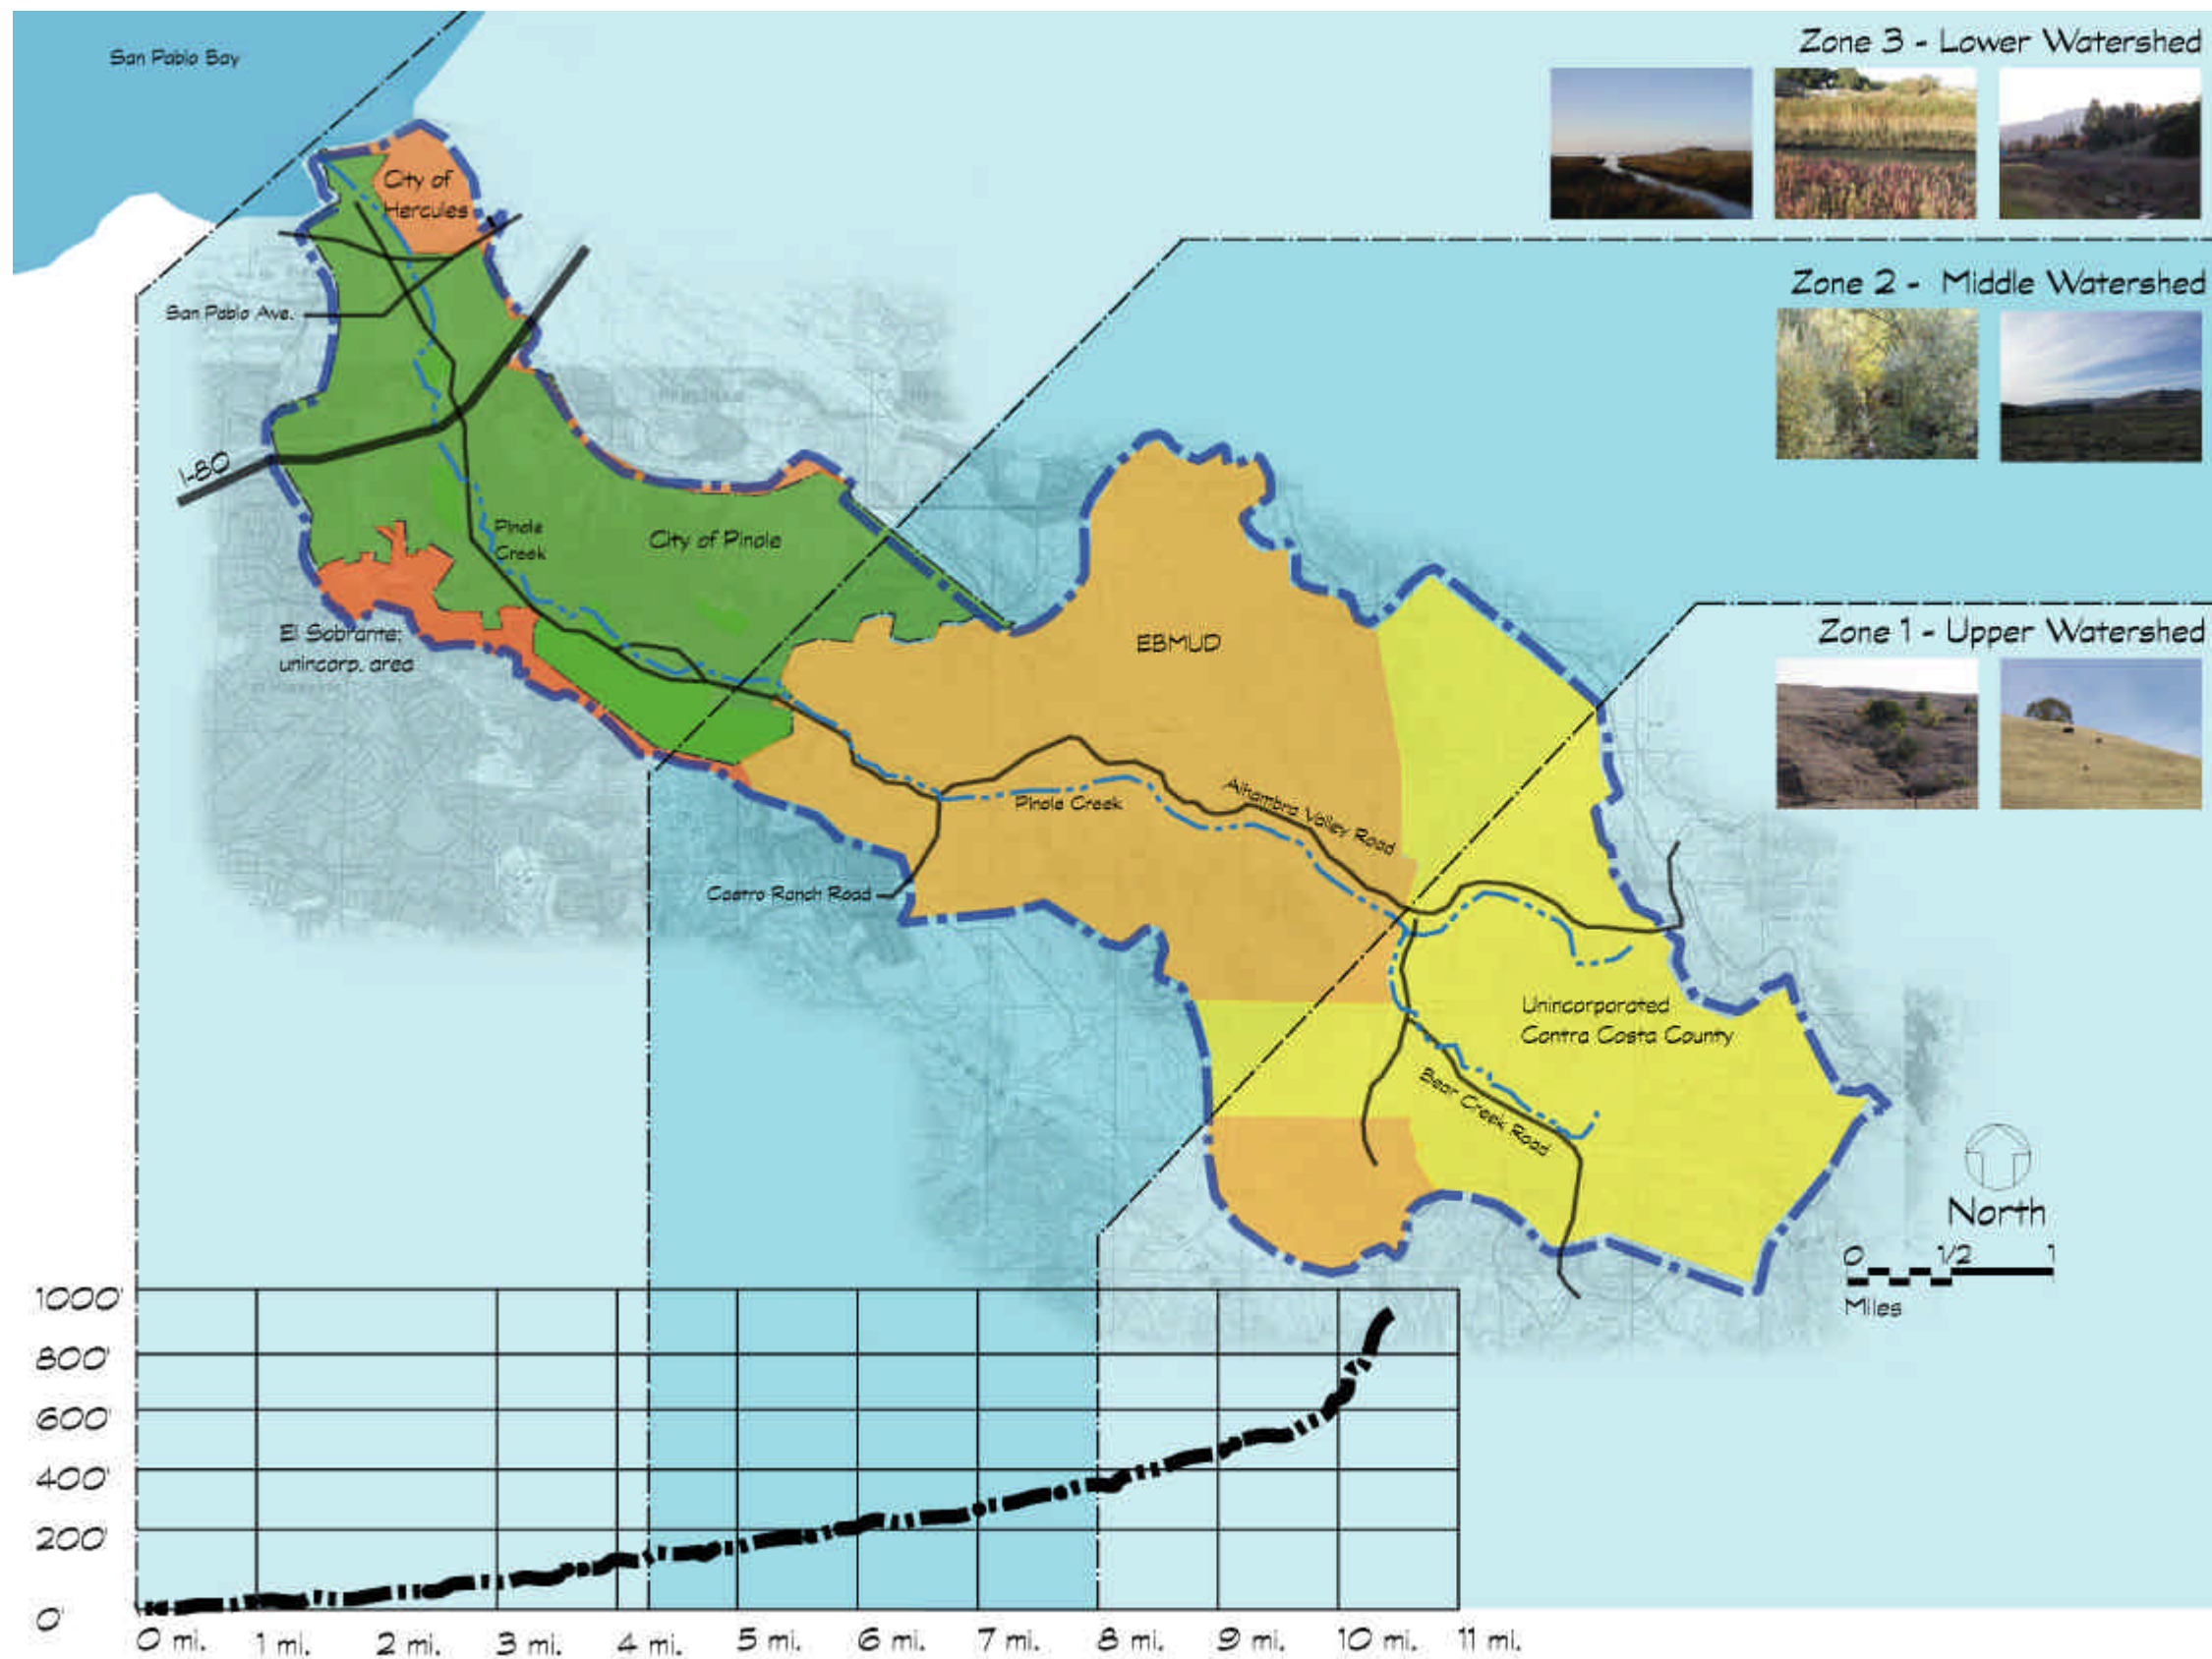 San Pablo Bay
Zone 3 - Lower Watershed
City of
Hercules
Zone 2 - Middle Watershed
San Pablo Ave.
I-80
Pinole
Creek
City of Pinole
Zone 1 - Upper Watershed
El Sobrante:
unincorp. area
EBMUD
Pinole Creek
Alhambra Valley Road
Castro Ranch Road
Unincorporated
Contra Costa County
Bear Creek Road
North
0 1/2 1
Miles
1000'
800'
600'
400'
200'
0'
0 mi. 1 mi. 2 mi. 3 mi. 4 mi. 5 mi. 6 mi. 7 mi. 8 mi. 9 mi. 10 mi. 11 mi.